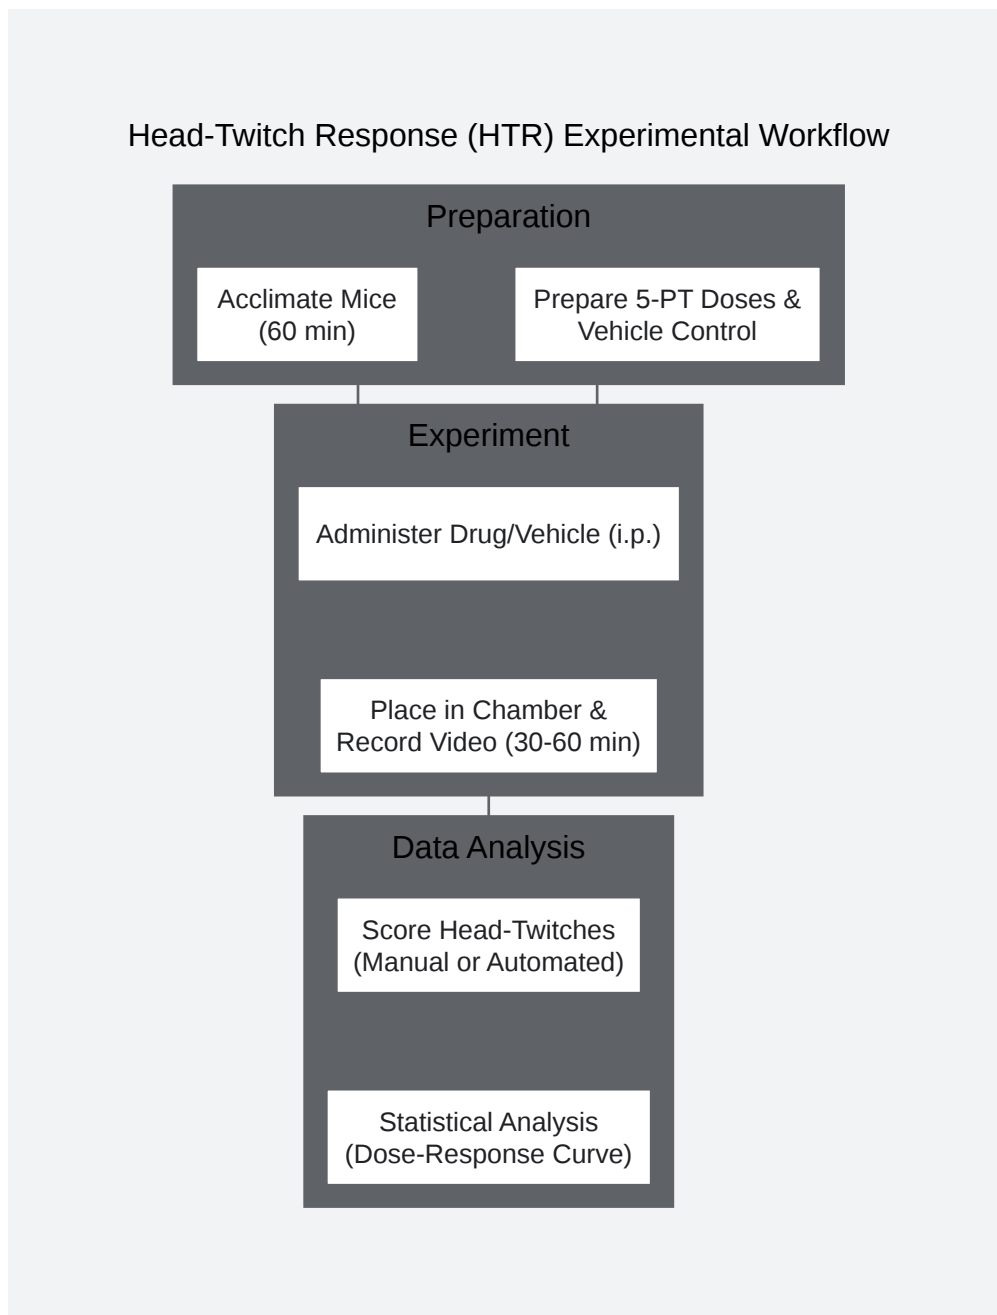 Head-Twitch Response (HTR) Experimental Workflow
Preparation
Acclimate Mice
(60 min)
Prepare 5-PT Doses &
Vehicle Control
Experiment
Administer Drug/Vehicle (i.p.)
Place in Chamber &
Record Video (30-60 min)
Data Analysis
Score Head-Twitches
(Manual or Automated)
Statistical Analysis
(Dose-Response Curve)